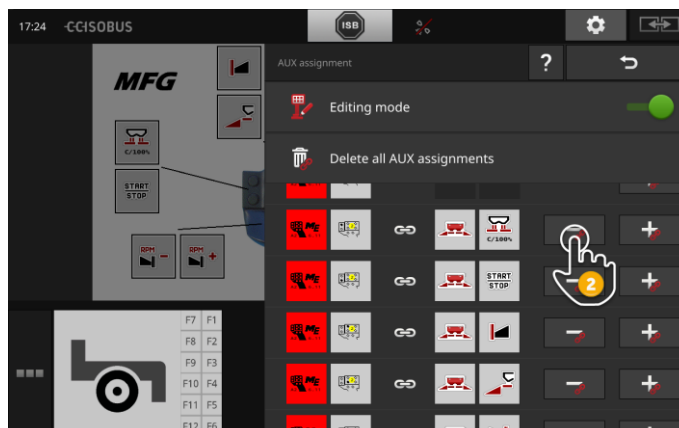 17:24 CCISOBUS
ISB
AUX assignment
?
MFG
Editing mode
Delete all AUX assignments
C/100%
START
STOP
RPM
RPM
C/100%
START
STOP
2
F7 F1
F8 F2
F9 F3
F10 F4
F11 F5
F12 F6